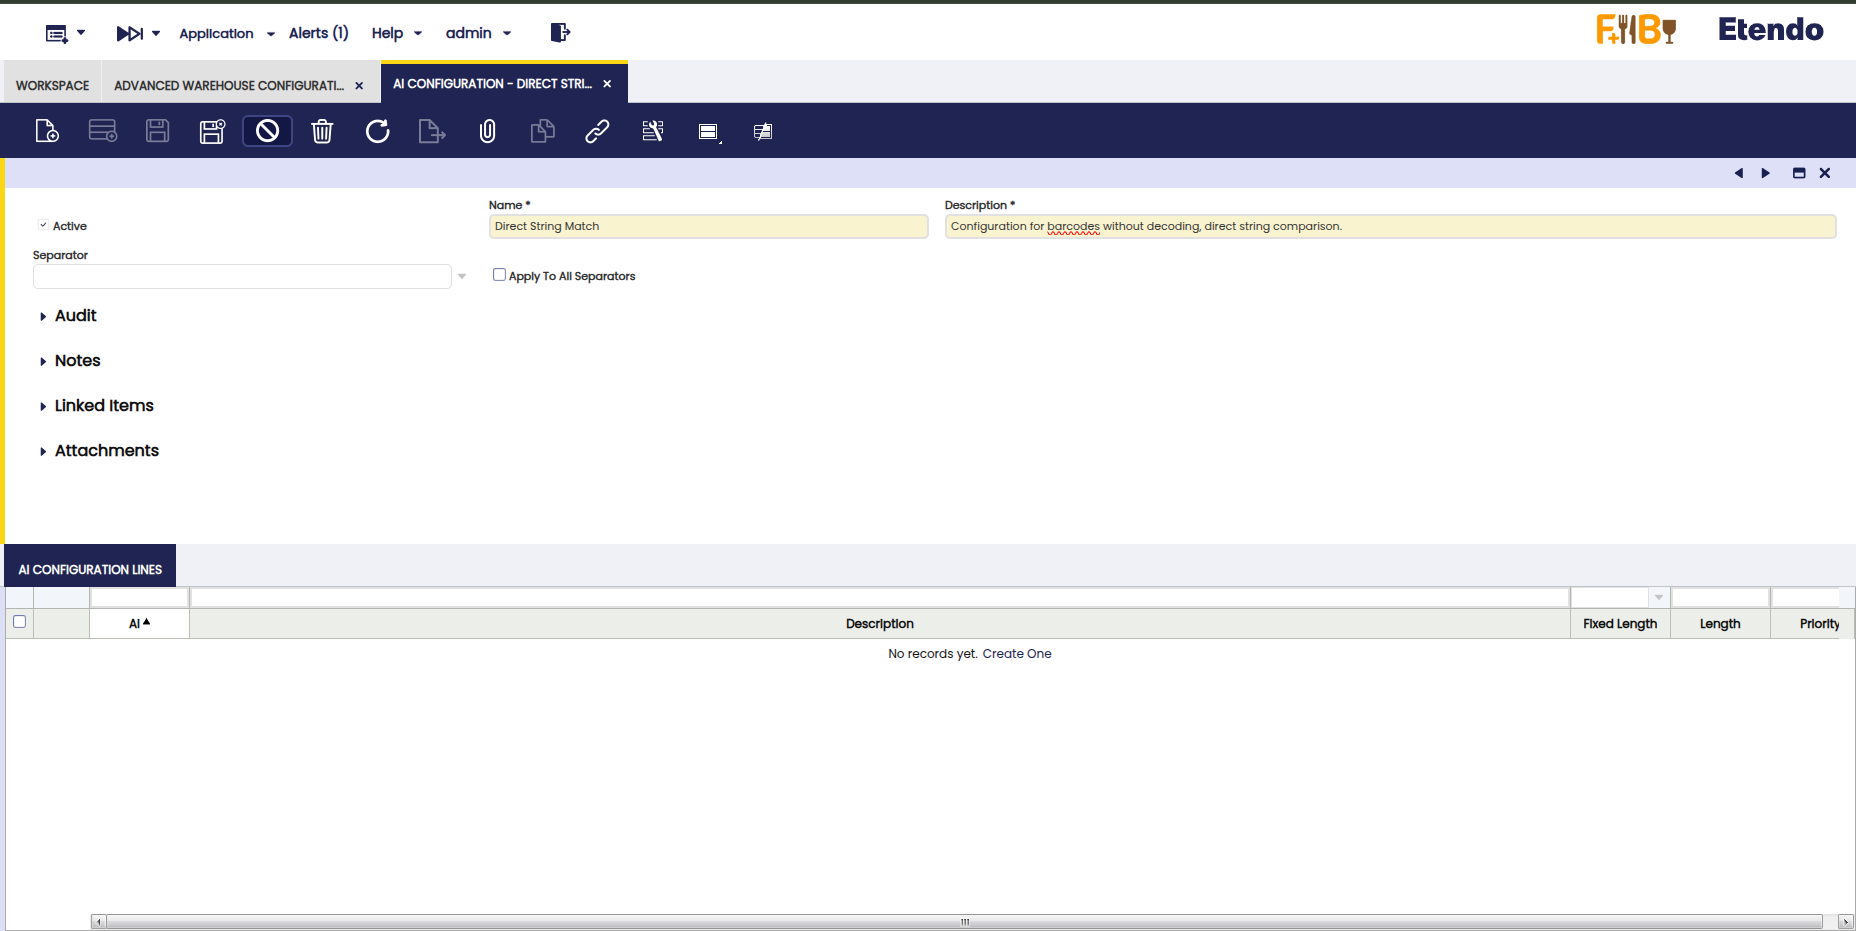 Application Alerts (1) Help admin
F+B Etendo
WORKSPACE ADVANCED WAREHOUSE CONFIGURATI... AI CONFIGURATION - DIRECT STRI...
Name * Description *
Active Direct String Match Configuration for barcodes without decoding, direct string comparison.
Separator
Apply To All Separators
Audit
Notes
Linked Items
Attachments
AI CONFIGURATION LINES
AI Description Fixed Length Length Priority
No records yet. Create One